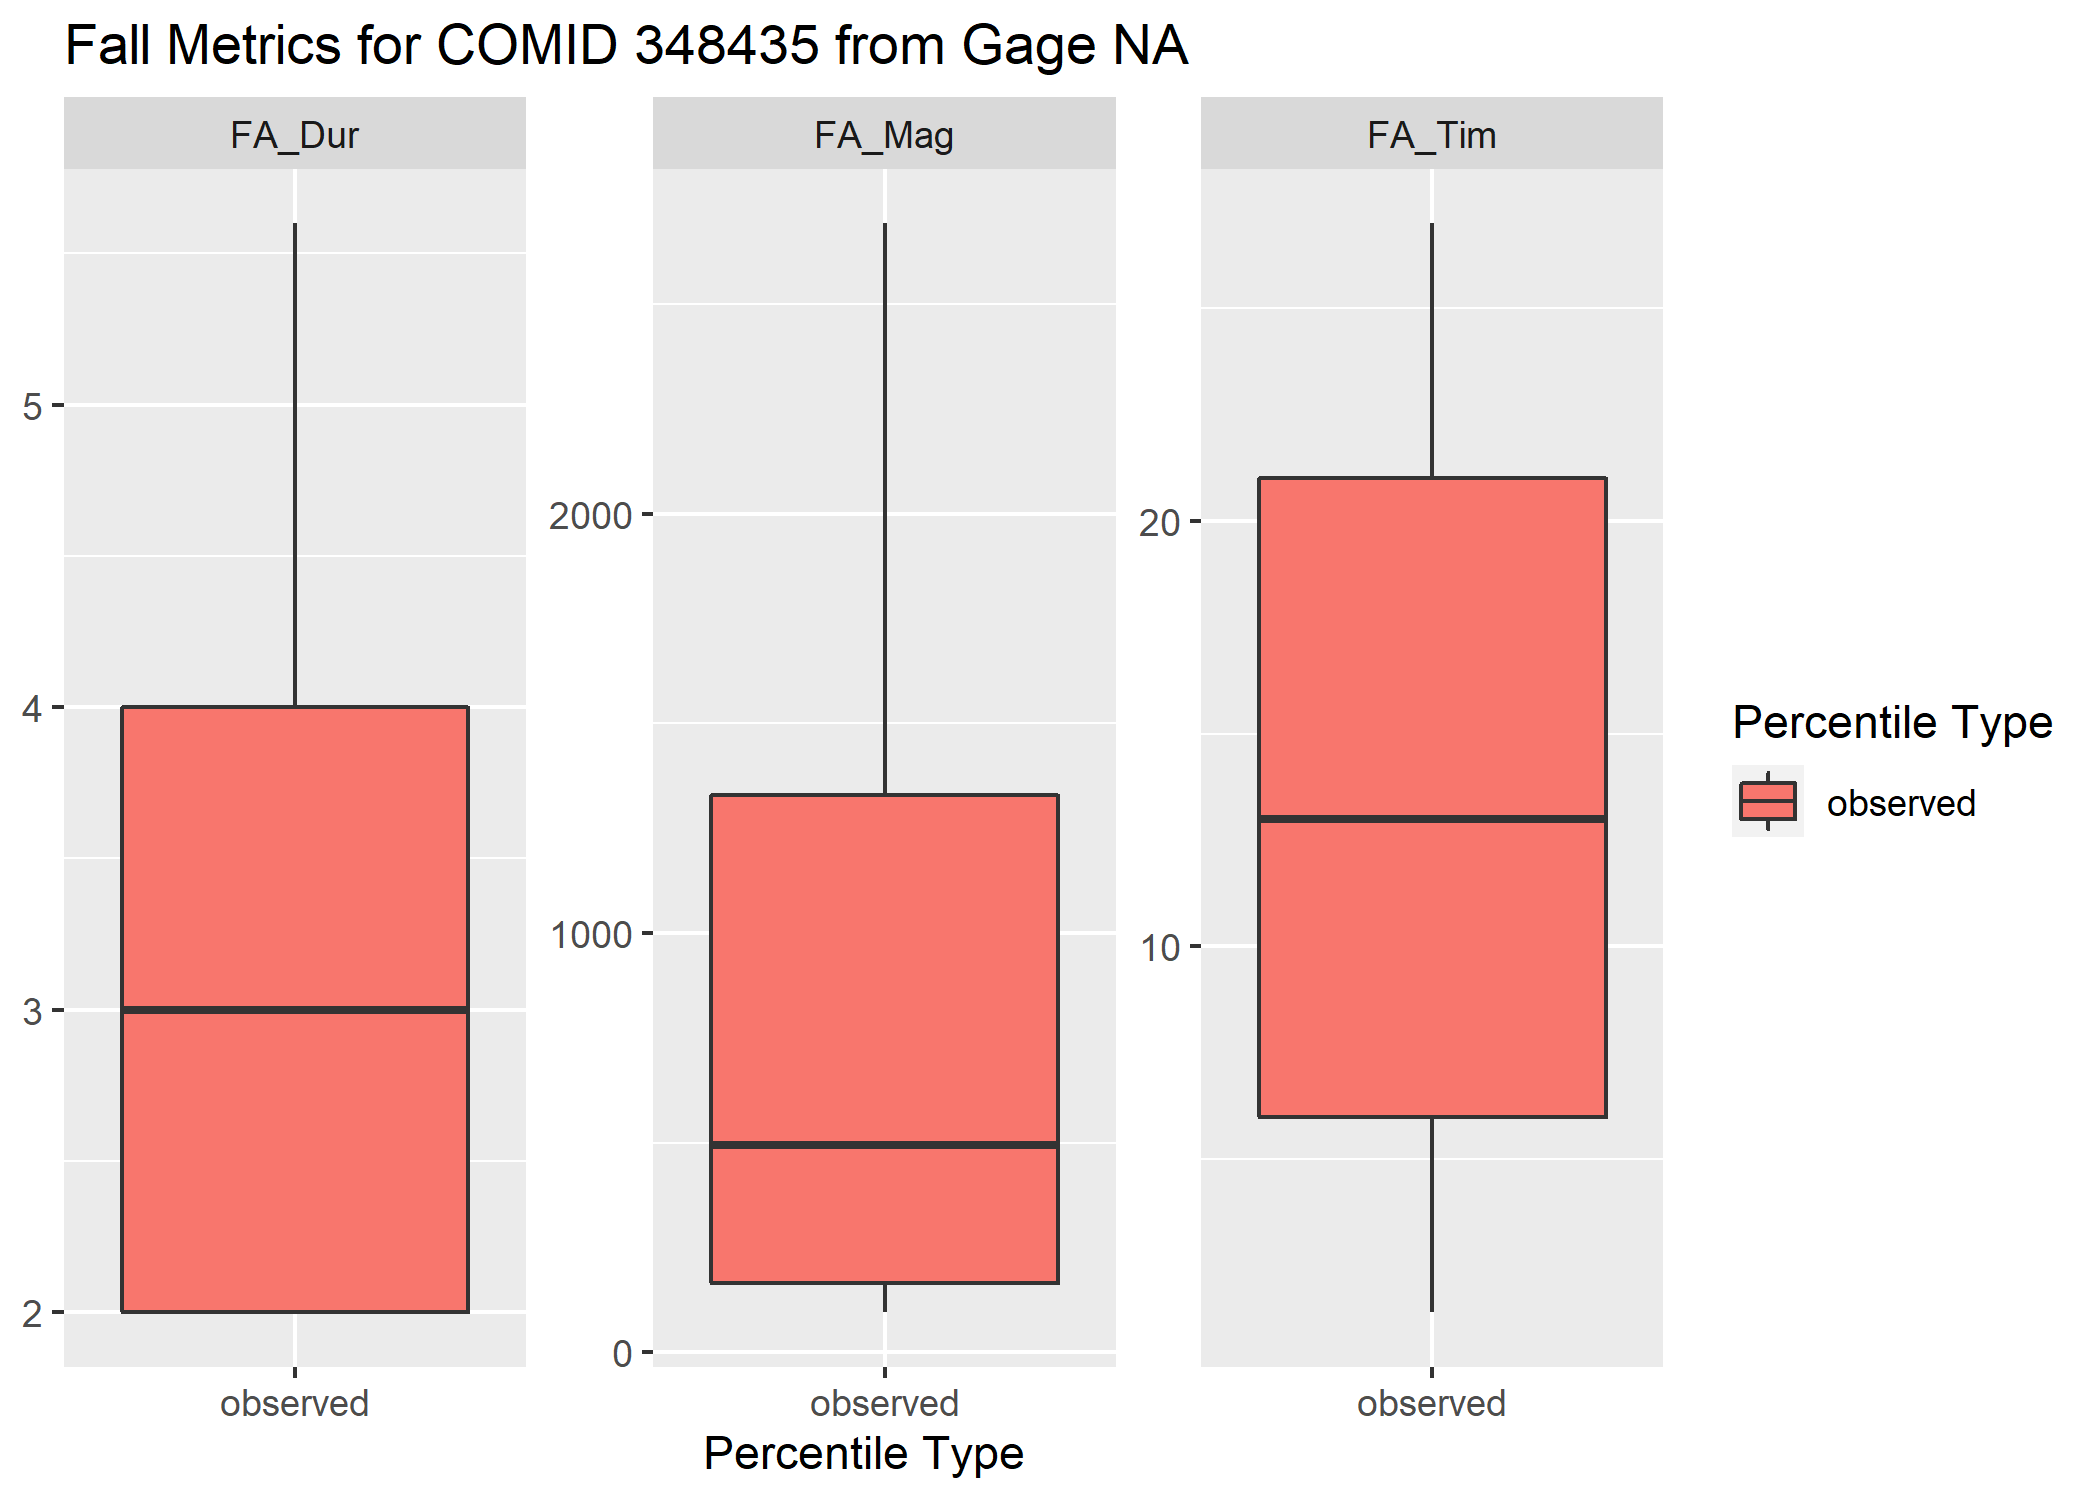 Fall Metrics for COMID 348435 from Gage NA
FA_Dur
FA_Mag
FA_Tim
5
4
3
2
2000
1000
0
20
10
observed
observed
observed
Percentile Type
Percentile Type
observed